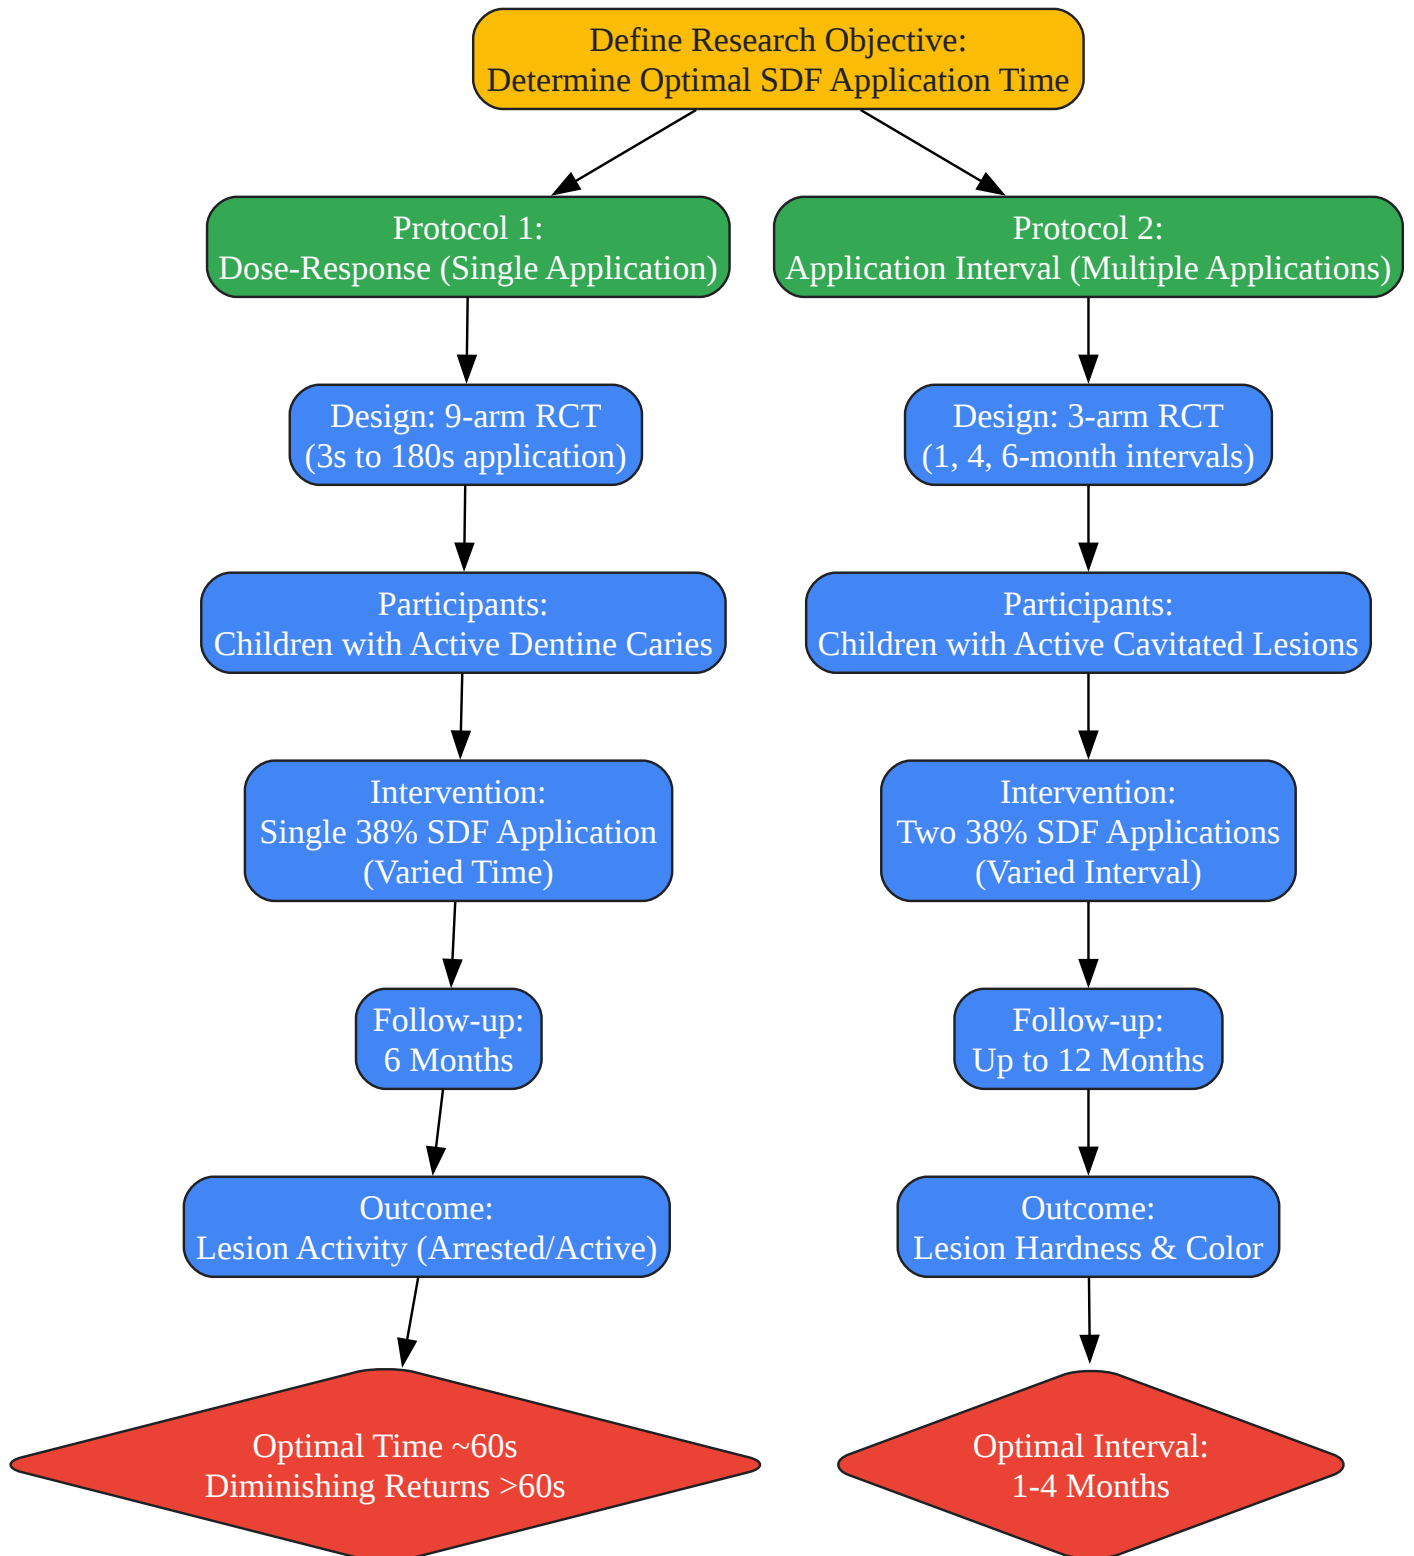 Define Research Objective:
Determine Optimal SDF Application Time
Protocol 1:
Dose-Response (Single Application)
Design: 9-arm RCT
(3s to 180s application)
Participants:
Children with Active Dentine Caries
Intervention:
Single 38% SDF Application
(Varied Time)
Follow-up:
6 Months
Outcome:
Lesion Activity (Arrested/Active)
Optimal Time ~60s
Diminishing Returns >60s
Protocol 2:
Application Interval (Multiple Applications)
Design: 3-arm RCT
(1, 4, 6-month intervals)
Participants:
Children with Active Cavitated Lesions
Intervention:
Two 38% SDF Applications
(Varied Interval)
Follow-up:
Up to 12 Months
Outcome:
Lesion Hardness & Color
Optimal Interval:
1-4 Months